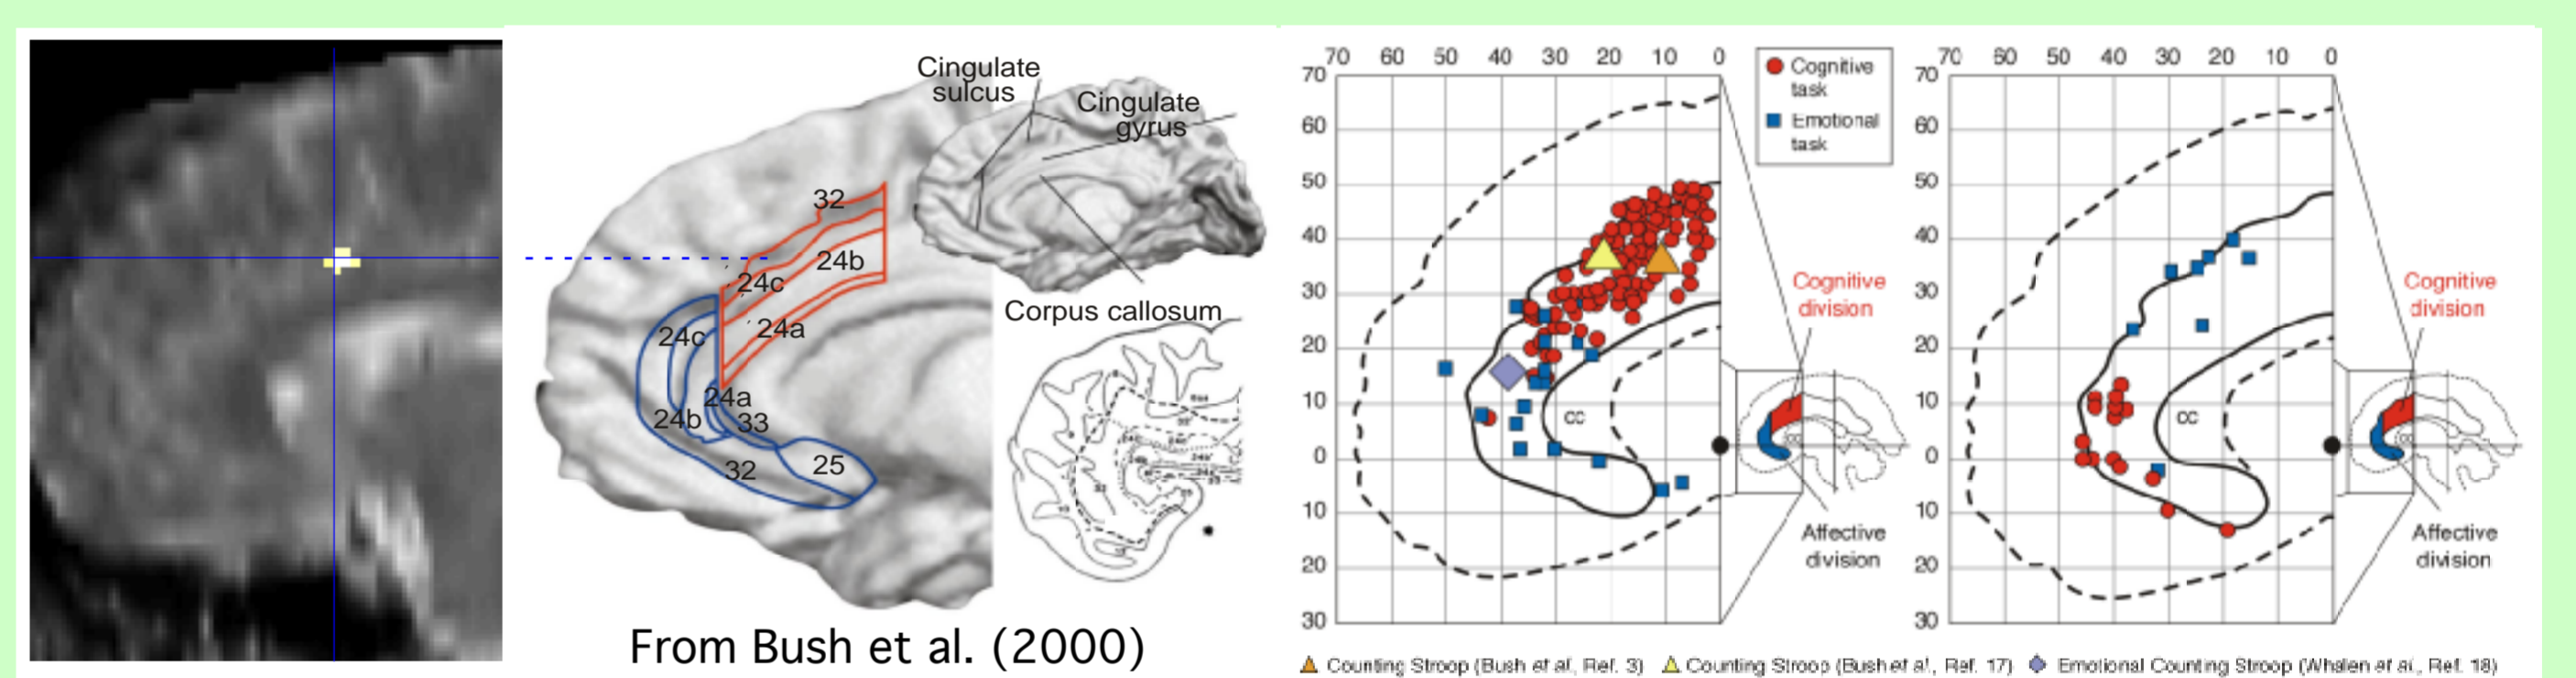 Cingulate
sulcus
Cingulate
gyrus
32
24b
24c
24a
Corpus callosum
24c
24a
24b
33
32
25
From Bush et al. (2000)
70 60 50 40 30 20 10 0
70
60
50
40
30
20
10
0
10
20
30
cc
Cognitive
task
Emotional
task
Cognitive
division
cc
Affective
division
70 60 50 40 30 20 10 0
70
60
50
40
30
20
10
0
10
20
30
cc
Cognitive
division
cc
Affective
division
Counting Stroop (Bush et al., Ref. 3) Counting Stroop (Bush et al., Ref. 17) Emotional Counting Stroop (Whalen et al., Ref. 18)